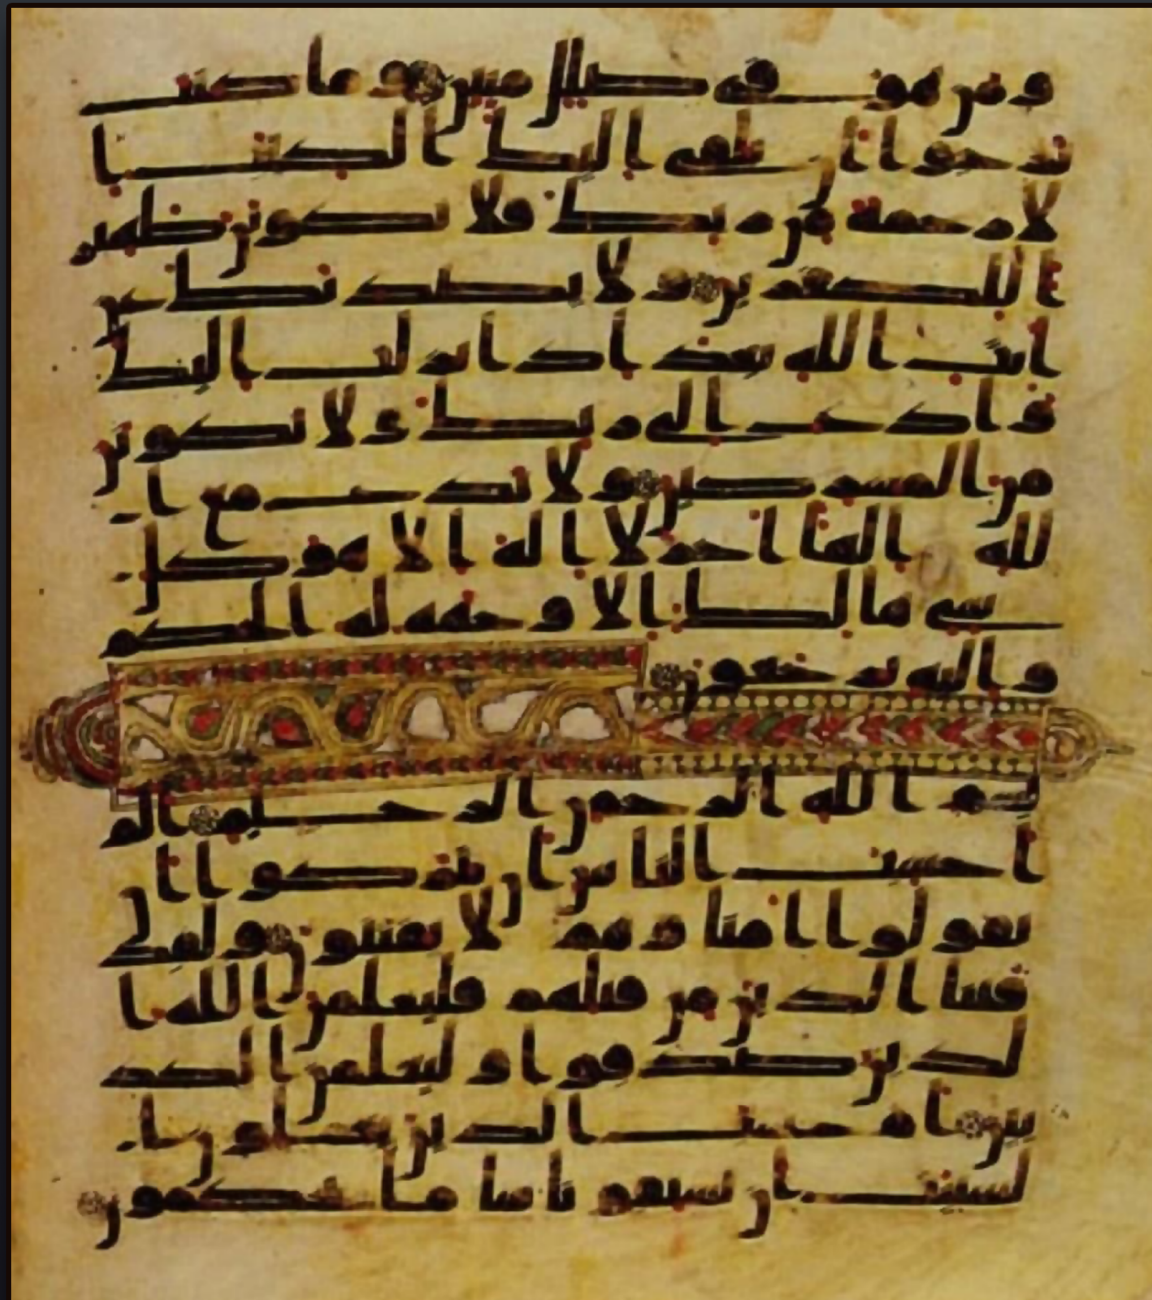 ومن هو في ضلل مبين وما كنت
ترجوا ان يلقى اليك الكتب ا
لا رحمة من ربك فلا تكونن ظهير
ا للكفرين ولا يصدنك عن
ايت الله بعد اذ انزلت اليك
وادع الى ربك ولا تكونن
من المشركين ولا تدع مع ا
لله الها اخر لا اله الا هو كل
شي هالك الا وجهه له الحكم
واليه ترجعون
بسم الله الرحمن الرحيم الم
احسب الناس ان يتركوا ان
يقولوا امنا وهم لا يفتنون ولقد
فتنا الذين من قبلهم فليعلمن الله ا
لذين صدقوا وليعلمن الكذ
بين ام حسب الذين يعملون ا
لسيت ان يسبقونا سا ما يحكمون